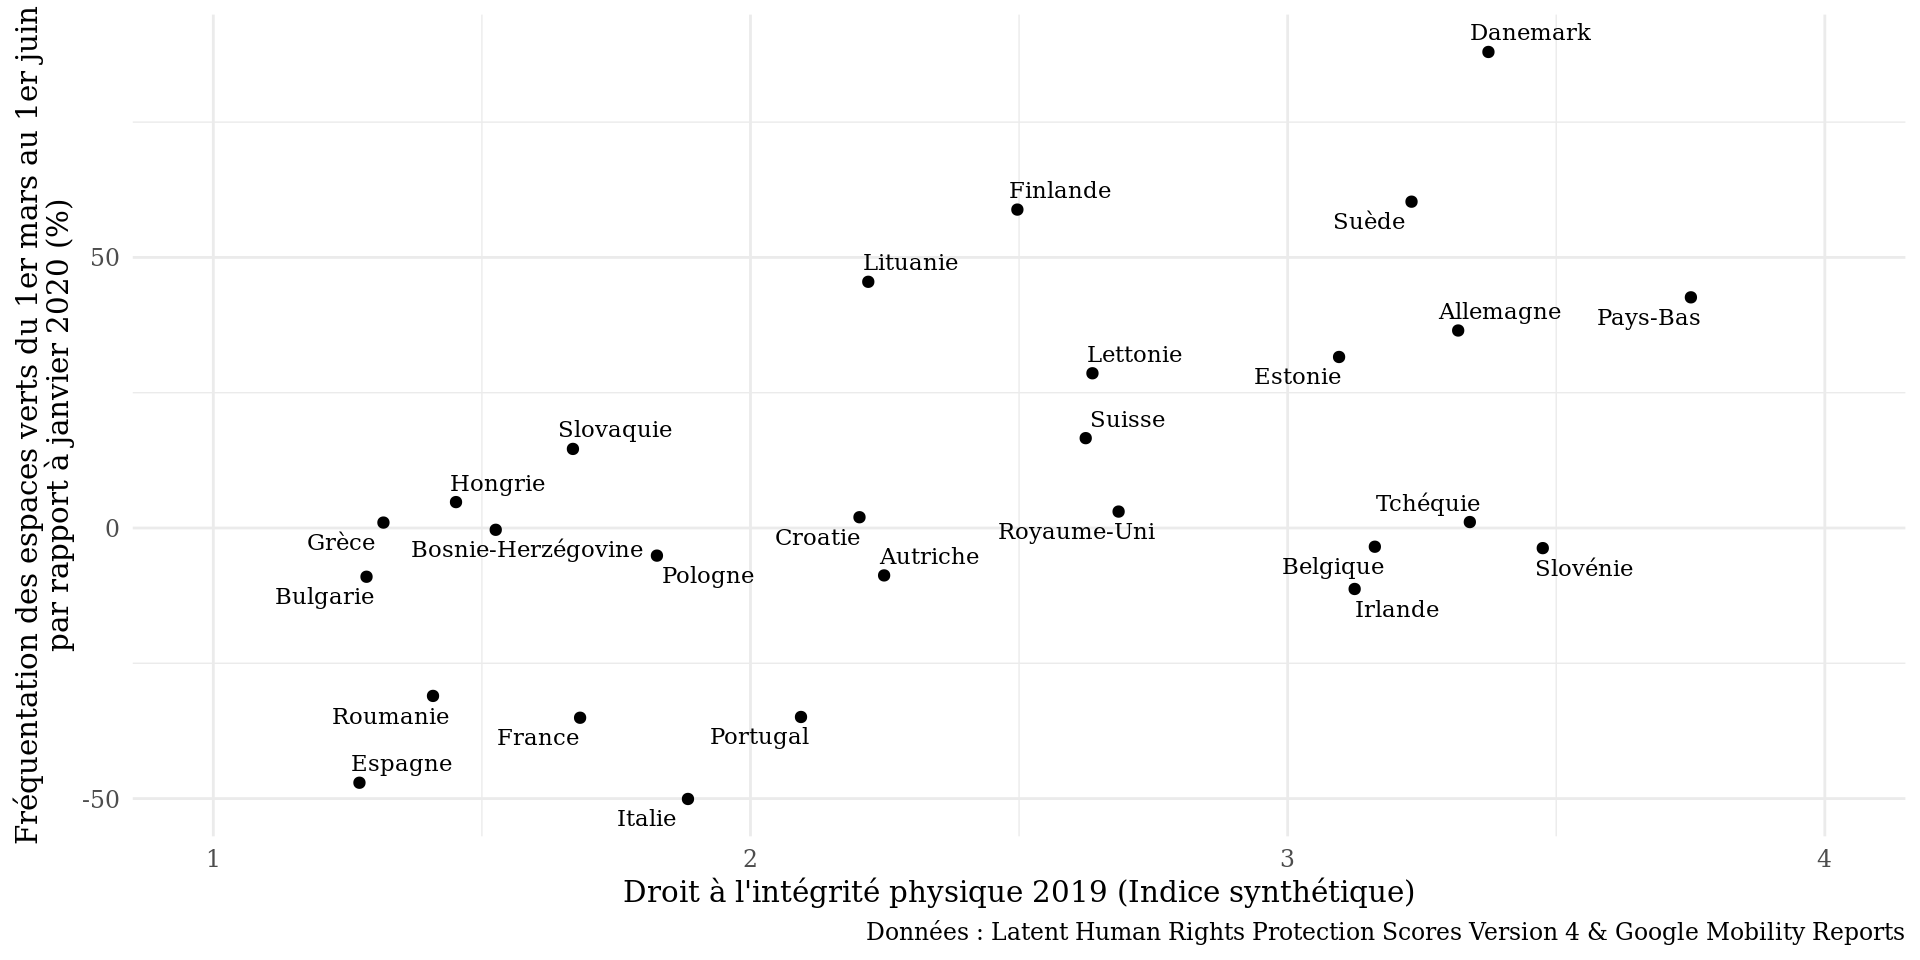 Fréquentation des espaces verts du 1er mars au 1er juin
par rapport à janvier 2020 (%)
Danemark
Finlande
Suède
50
Lituanie
Allemagne
Pays-Bas
Lettonie
Estonie
Suisse
Slovaquie
Hongrie
Tchéquie
0
Grèce
Bosnie-Herzégovine
Croatie
Royaume-Uni
Autriche
Pologne
Belgique
Slovénie
Bulgarie
Irlande
Roumanie
France
Portugal
Espagne
-50
Italie
1
2
3
4
Droit à l'intégrité physique 2019 (Indice synthétique)
Données : Latent Human Rights Protection Scores Version 4 & Google Mobility Reports